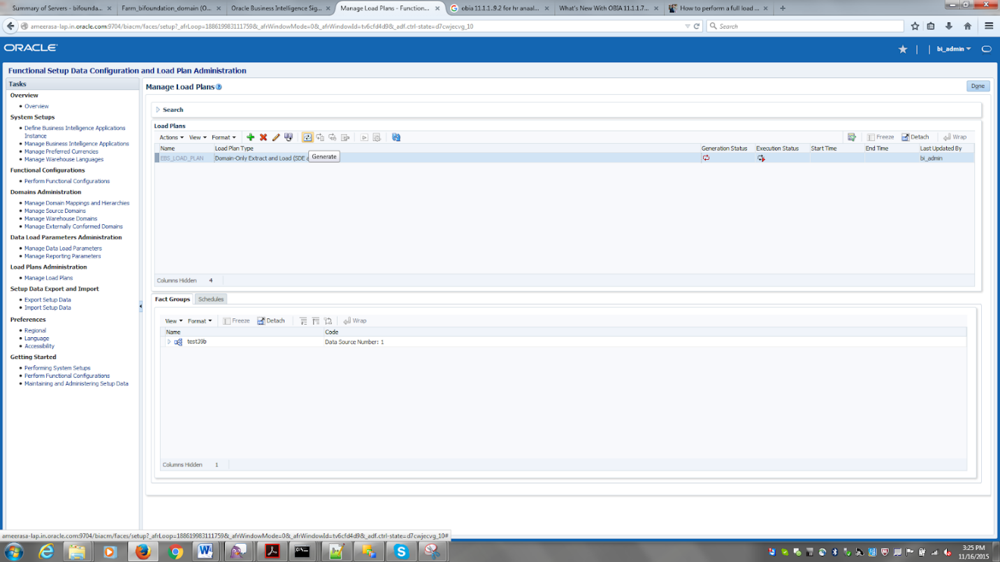 Summary of Servers - bifounda...
Farm_bifoundation_domain (O...
Oracle Business Intelligence Sig...
Manage Load Plans - Function...
obia 11.1.1..9.2 for hr anaal...
What's New With OBIA 11.1.1.7...
How to perform a full load ...
ameerasa-lap.in.oracle.com:9704/biacm/faces/setup?_afrLoop=188619983111759&_afrWindowMode=0&_afrWindowId=tv6cfd4d9&_adf.ctrl-state=d7cwjecvg_10
Search
ORACLE
bi_admin
Functional Setup Data Configuration and Load Plan Administration
Tasks
Overview
Overview
System Setups
Define Business Intelligence Applications
Instance
Manage Business Intelligence Applications
Manage Preferred Currencies
Manage Warehouse Languages
Functional Configurations
Perform Functional Configurations
Domains Administration
Manage Domain Mappings and Hierarchies
Manage Source Domains
Manage Warehouse Domains
Manage Externally Conformed Domains
Data Load Parameters Administration
Manage Data Load Parameters
Manage Reporting Parameters
Load Plans Administration
Manage Load Plans
Setup Data Export and Import
Export Setup Data
Import Setup Data
Preferences
Regional
Language
Accessibility
Getting Started
Performing System Setups
Perform Functional Configurations
Maintaining and Administering Setup Data
Manage Load Plans
Done
Search
Load Plans
Actions View Format Freeze Detach Wrap
Name Load Plan Type Generation Status Execution Status Start Time End Time Last Updated By
EBS_LOAD_PLAN Domain-Only Extract and Load (SDE a bi_admin
Generate
Columns Hidden 4
Fact Groups Schedules
View Format Freeze Detach Wrap
Name Code
test39b Data Source Number: 1
Columns Hidden 1
ameerasa-lap.in.oracle.com:9704/biacm/faces/setup?_afrLoop=188619983111759&_afrWindowMode=0&_afrWindowId=tv6cfd4d9&_adf.ctrl-state=d7cwjecvg_10#
3:25 PM
11/16/2015